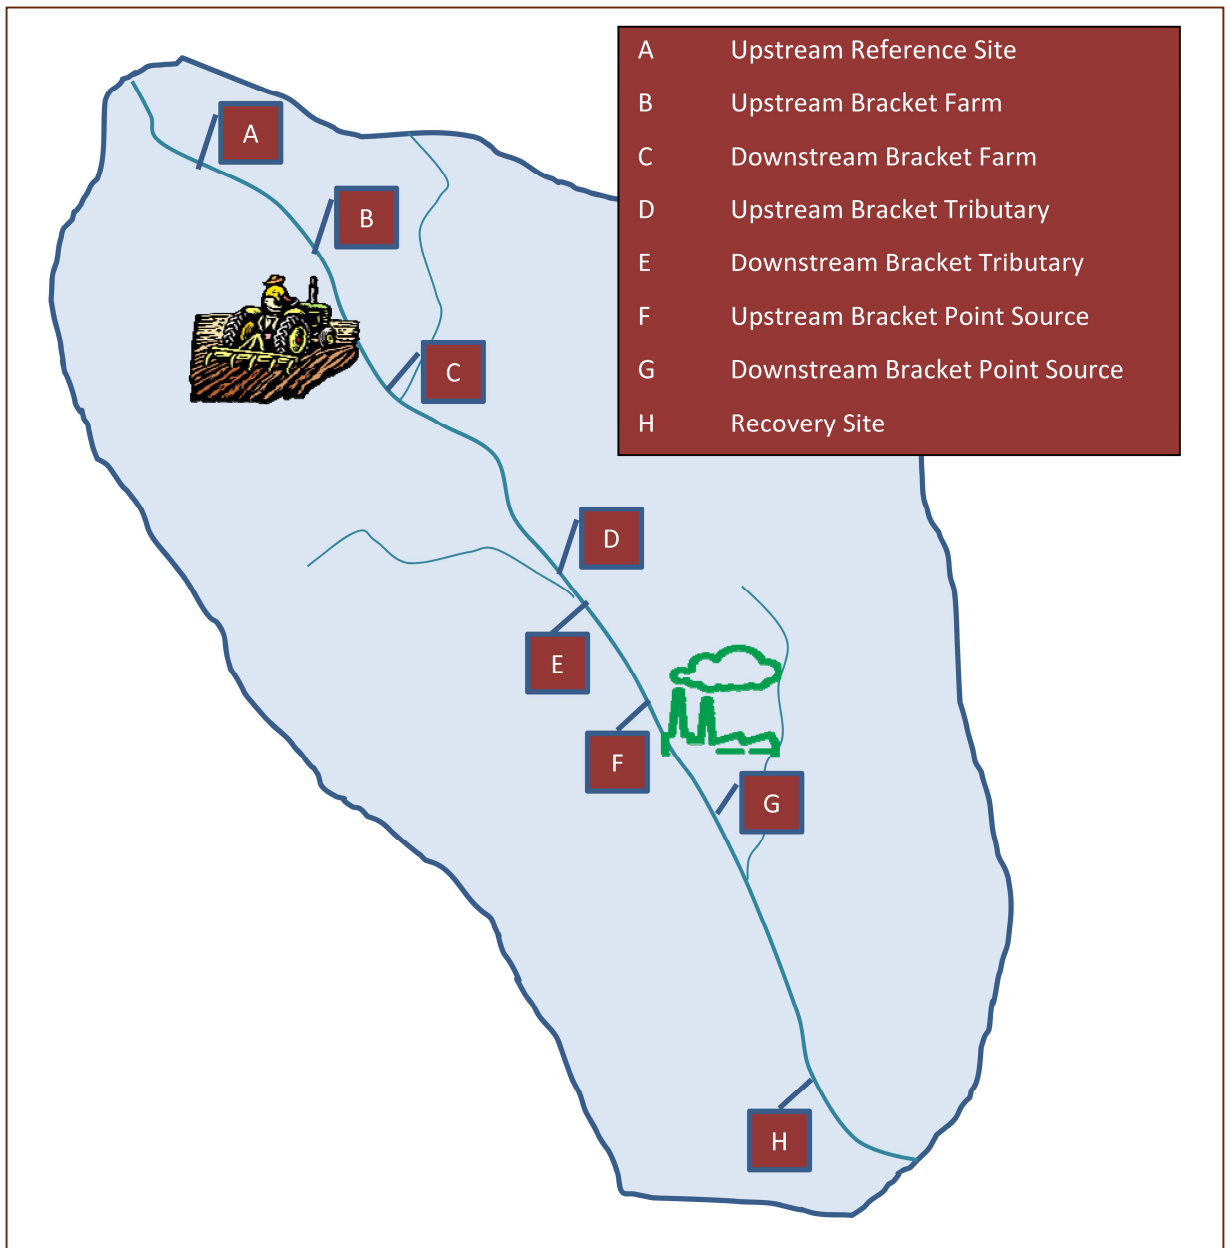 A Upstream Reference Site
B Upstream Bracket Farm
C Downstream Bracket Farm
D Upstream Bracket Tributary
E Downstream Bracket Tributary
F Upstream Bracket Point Source
G Downstream Bracket Point Source
H Recovery Site
A
B
C
D
E
F
G
H